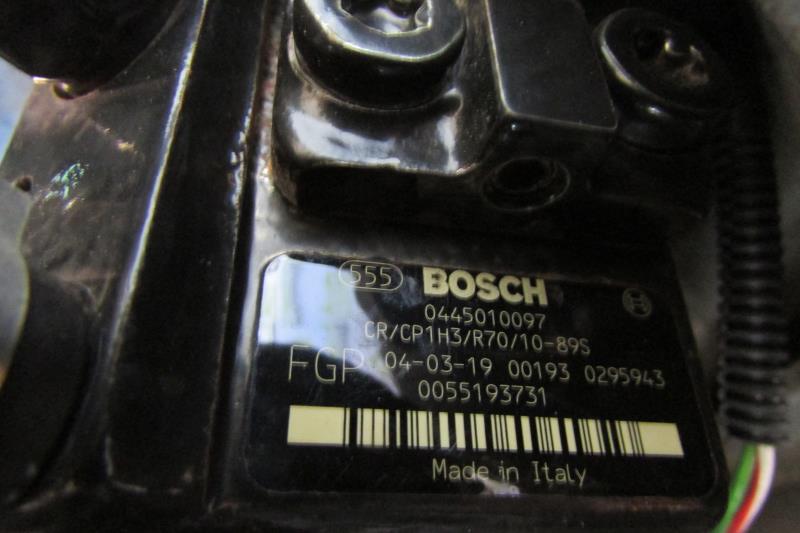 555 BOSCH
0445010097
CR/CP1H3/R70/10-89S
FGP 04-03-19 00193 0295943
0055193731
Made in Italy